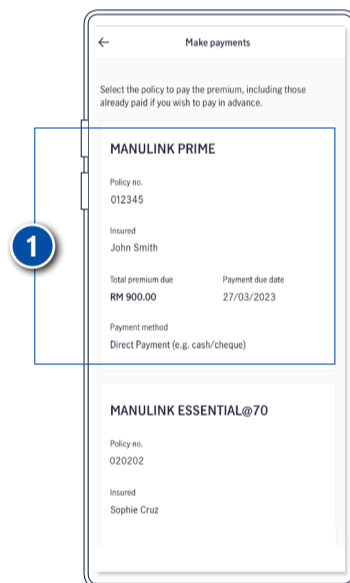 Make payments
Select the policy to pay the premium, including those
already paid if you wish to pay in advance.
MANULINK PRIME
Policy no.
012345
Insured
John Smith
Total premium due Payment due date
RM 900.00 27/03/2023
Payment method
Direct Payment (e.g. cash/cheque)
1
MANULINK ESSENTIAL@70
Policy no.
020202
Insured
Sophie Cruz